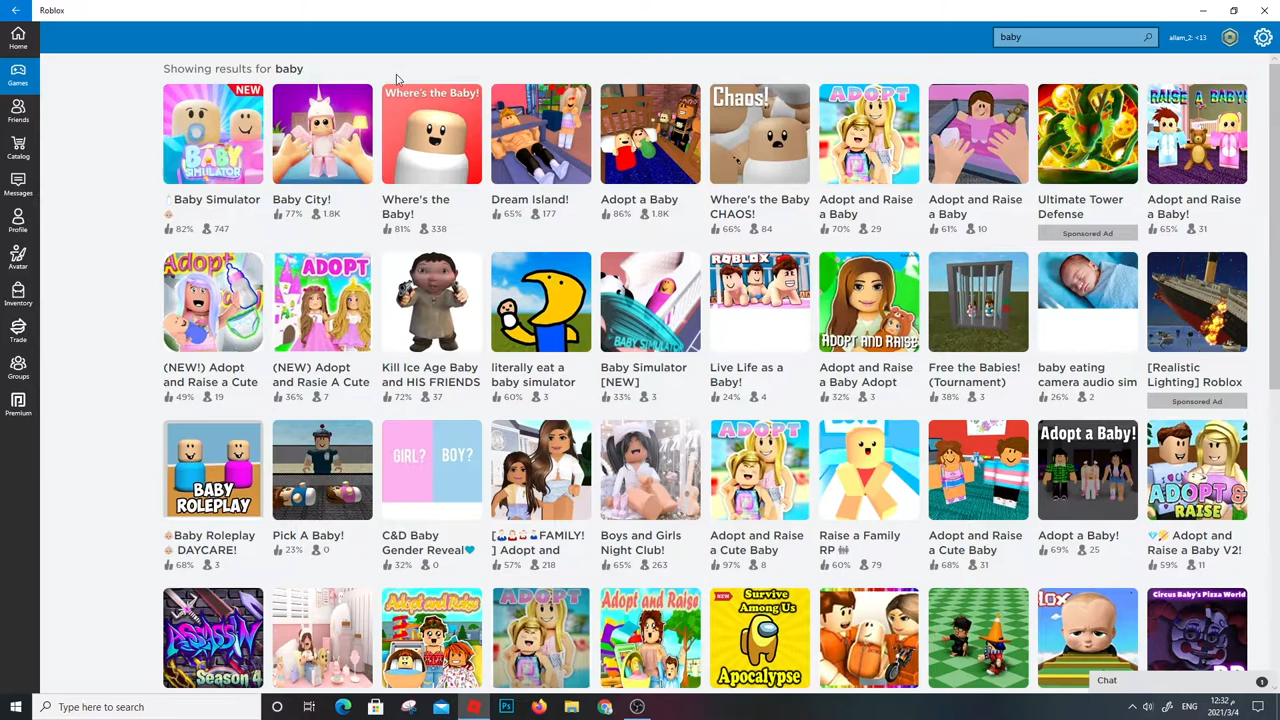 Roblox
Home
Games
Friends
Catalog
Messages
Profile
Avatar
Inventory
Trade
Groups
Premium
baby
allam_2: <13
Showing results for baby
NEW
BABY
SIMULATOR
Where's the Baby!
Chaos!
ADOPT
RAISE A BABY!
Baby Simulator
82% 747
Baby City!
77% 1.8K
Where's the
Baby!
81% 338
Dream Island!
65% 177
Adopt a Baby
86% 1.8K
Where's the Baby
CHAOS!
66% 84
Adopt and Raise
a Baby
70% 29
Adopt and Raise
a Baby
61% 10
Ultimate Tower
Defense
Sponsored Ad
Adopt and Raise
a Baby!
65% 31
Adopt
ADOPT
BABY SIMULATOR
ROBLOX
ADOPT AND RAISE
(NEW!) Adopt
and Raise a Cute
49% 19
(NEW) Adopt
and Rasie A Cute
36% 7
Kill Ice Age Baby
and HIS FRIENDS
72% 37
literally eat a
baby simulator
60% 3
Baby Simulator
[NEW]
33% 3
Live Life as a
Baby!
24% 4
Adopt and Raise
a Baby Adopt
32% 3
Free the Babies!
(Tournament)
38% 3
baby eating
camera audio sim
26% 2
[Realistic
Lighting] Roblox
Sponsored Ad
BABY
ROLEPLAY
GIRL?
BOY?
ADOPT
Adopt a Baby!
ADOPT &
RAISE
Baby Roleplay
DAYCARE!
68% 3
Pick A Baby!
23% 0
C&D Baby
Gender Reveal
32% 0
[FAMILY!
] Adopt and
57% 218
Boys and Girls
Night Club!
65% 263
Adopt and Raise
a Cute Baby
97% 8
Raise a Family
RP
60% 79
Adopt and Raise
a Cute Baby
68% 31
Adopt a Baby!
69% 25
Adopt and
Raise a Baby V2!
59% 11
ASSASSIN
Season 4
Adopt and Raise
ADOPT
Adopt and Raise
NEW
Survive
Among Us
Apocalypse
Circus Baby's Pizza World
Chat
1
Type here to search
Ps
ENG
12:32 م
2021/3/4